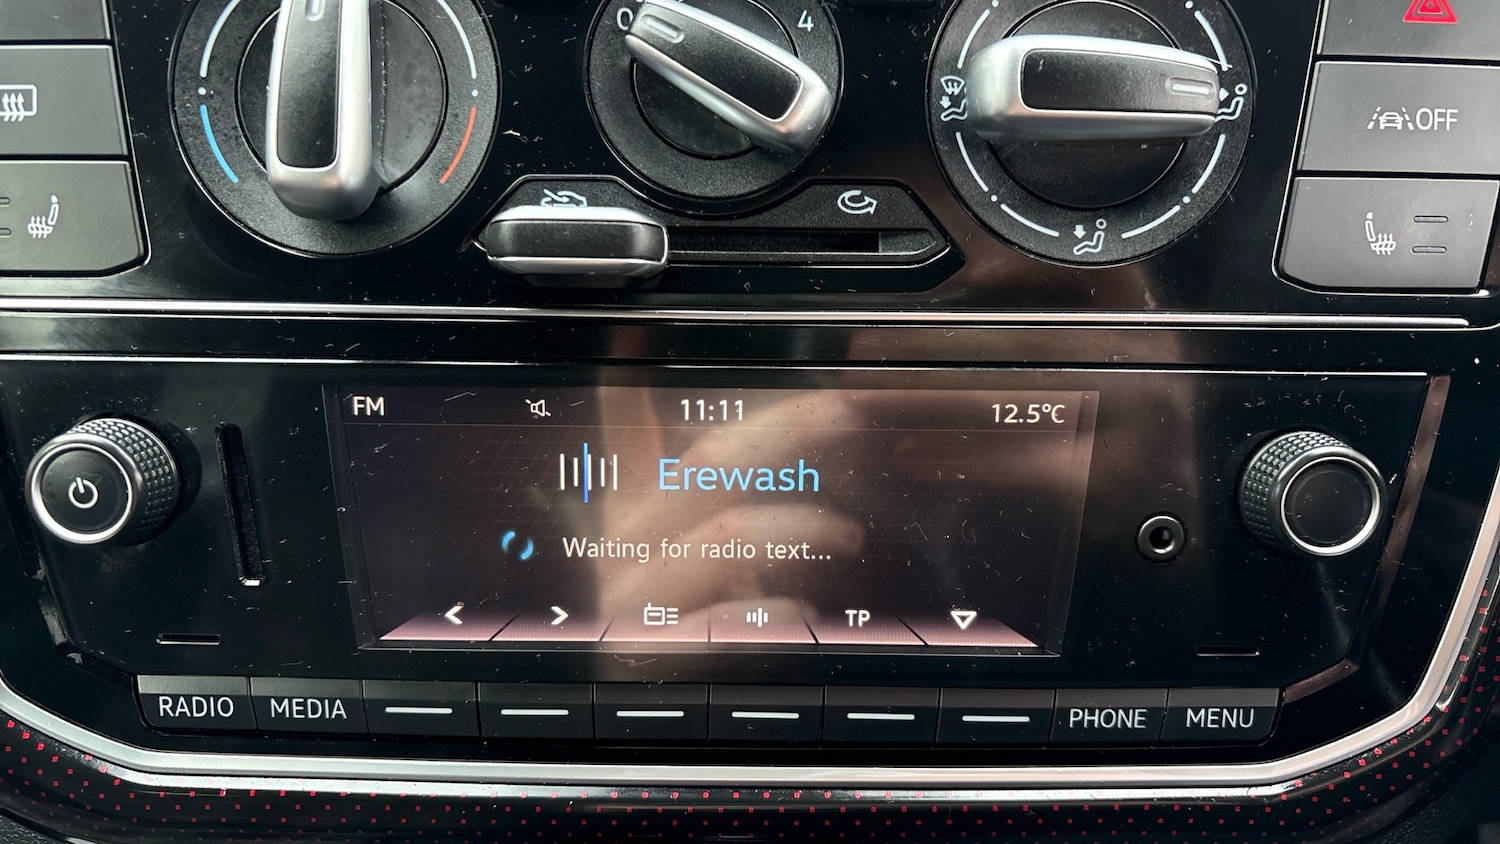 0 4
OFF
FM 11:11 12.5°C
Erewash
Waiting for radio text...
TP
RADIO MEDIA PHONE MENU